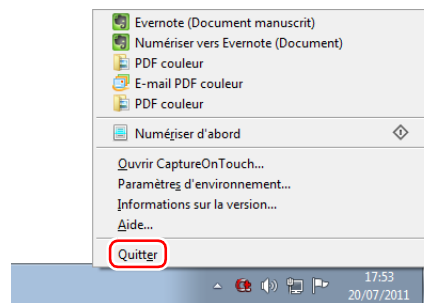 Evernote (Document manuscrit)
Numériser vers Evernote (Document)
PDF couleur
E-mail PDF couleur
PDF couleur
Numériser d'abord
Ouvrir CaptureOnTouch...
Paramètres d'environnement...
Informations sur la version...
Aide...
Quitter
17:53
20/07/2011